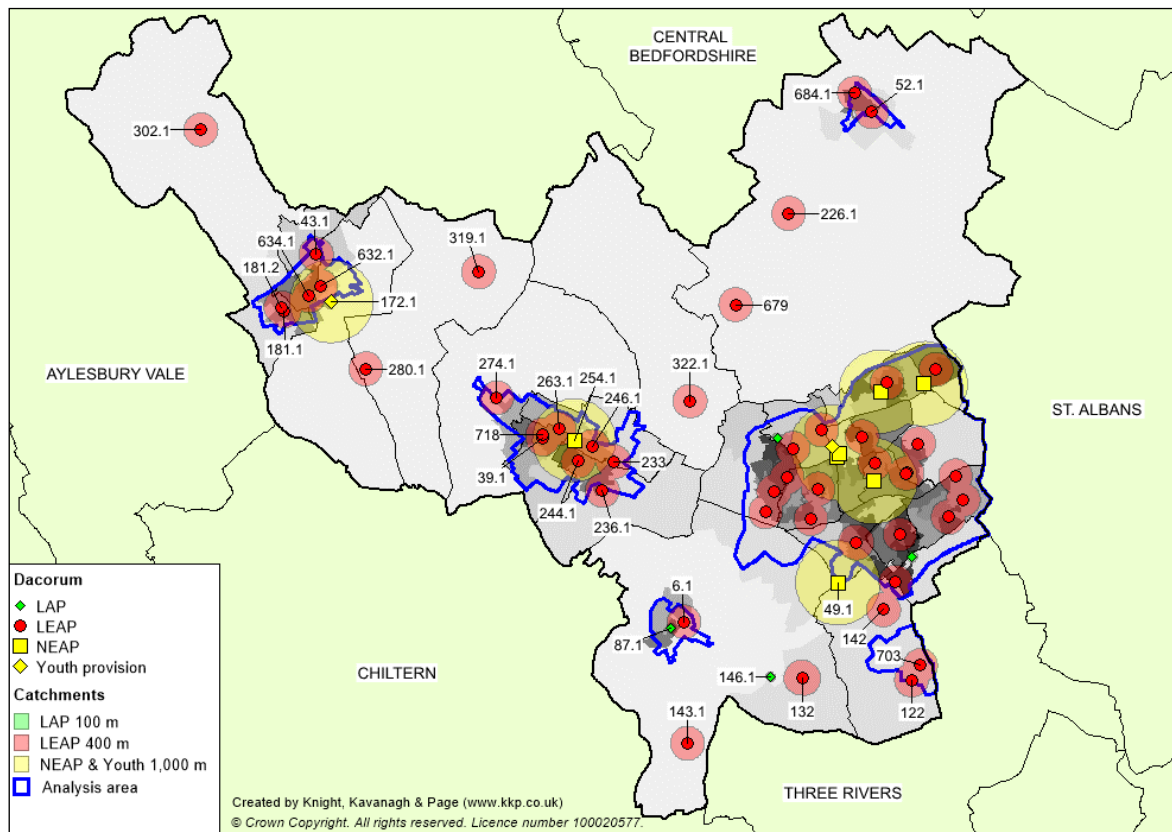 CENTRAL
BEDFORDSHIRE
684.1
52.1
302.1
226.1
43.1
634.1
319.1
632.1
181.2
172.1
679
181.1
280.1
AYLESBURY VALE
274.1
263.1
254.1
246.1
322.1
ST. ALBANS
718
233
39.1
244.1
236.1
6.1
49.1
87.1
142
703
CHILTERN
146.1
132
122
143.1
THREE RIVERS
Dacorum
LAP
LEAP
NEAP
Youth provision
Catchments
LAP 100 m
LEAP 400 m
NEAP & Youth 1,000 m
Analysis area
Created by Knight, Kavanagh & Page (www.kkp.co.uk)
© Crown Copyright. All rights reserved. Licence number 100020577.